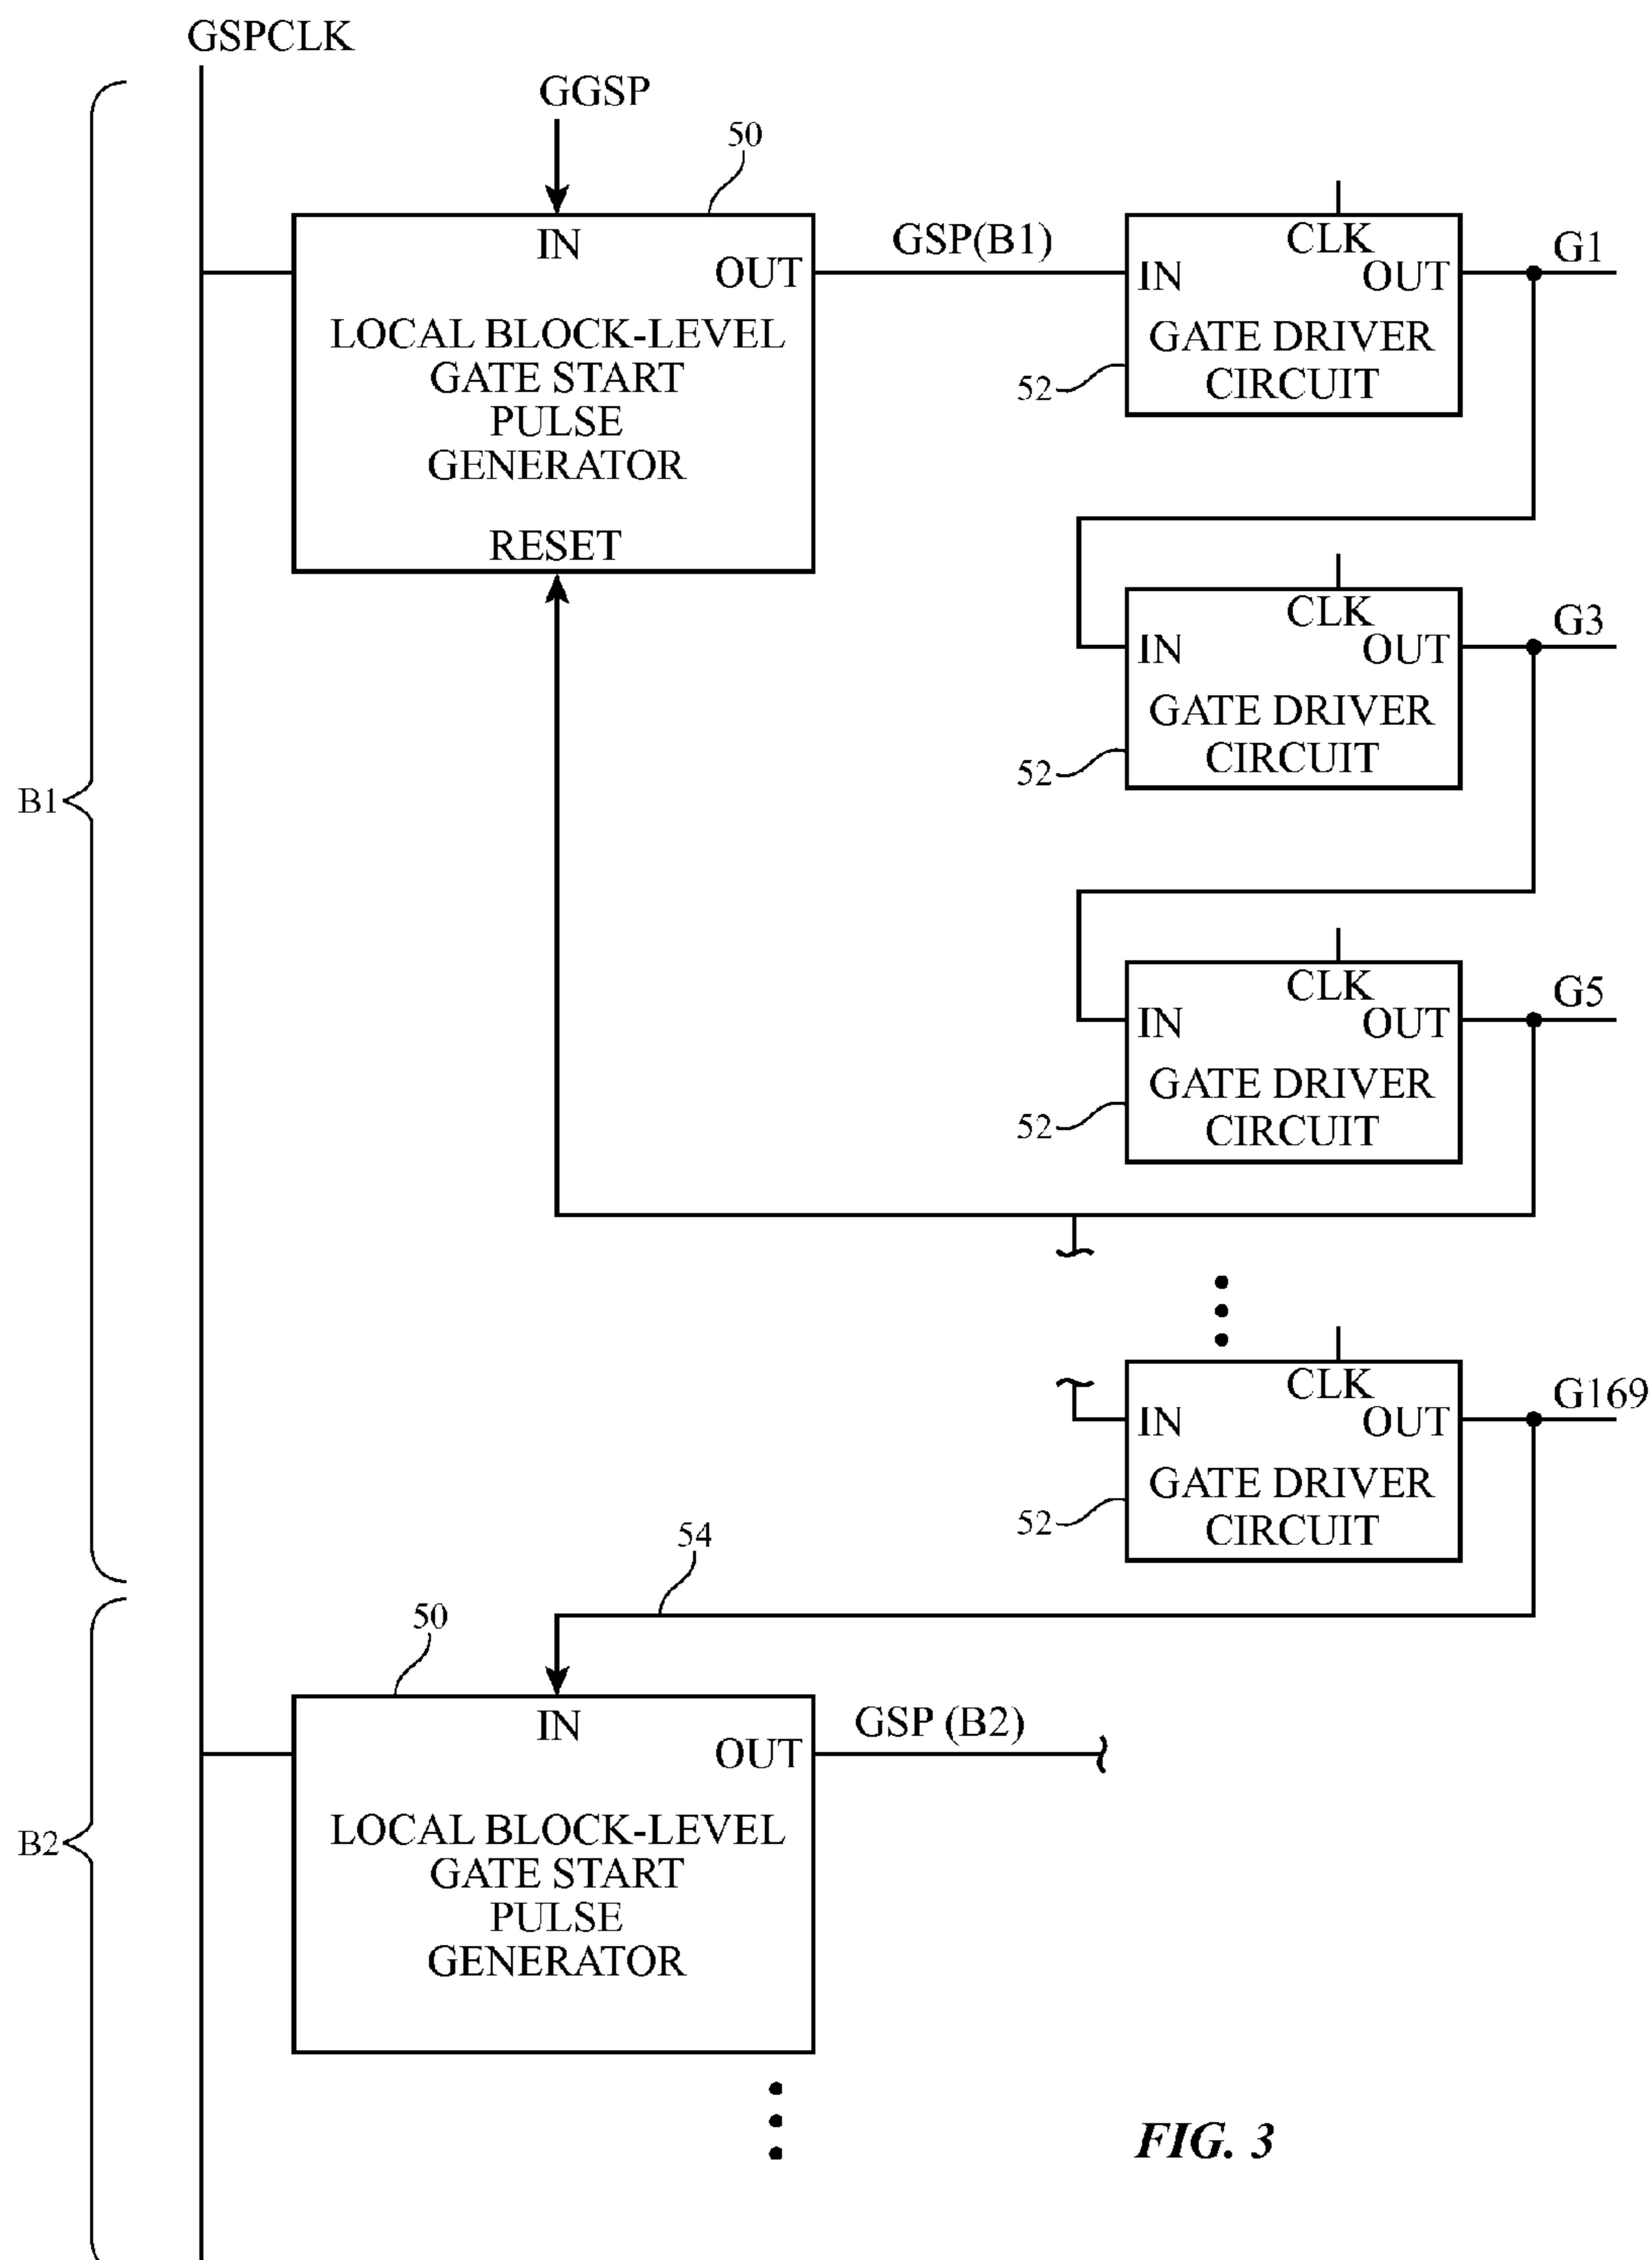 GSPCLK
GGSP
50
IN
OUT
LOCAL BLOCK-LEVEL
GATE START
PULSE
GENERATOR
RESET
GSP(B1)
CLK
IN
OUT
GATE DRIVER
CIRCUIT
52
G1
CLK
IN
OUT
GATE DRIVER
CIRCUIT
52
G3
B1
CLK
IN
OUT
GATE DRIVER
CIRCUIT
52
G5
CLK
IN
OUT
GATE DRIVER
CIRCUIT
52
G169
54
50
IN
OUT
LOCAL BLOCK-LEVEL
GATE START
PULSE
GENERATOR
GSP (B2)
B2
FIG. 3